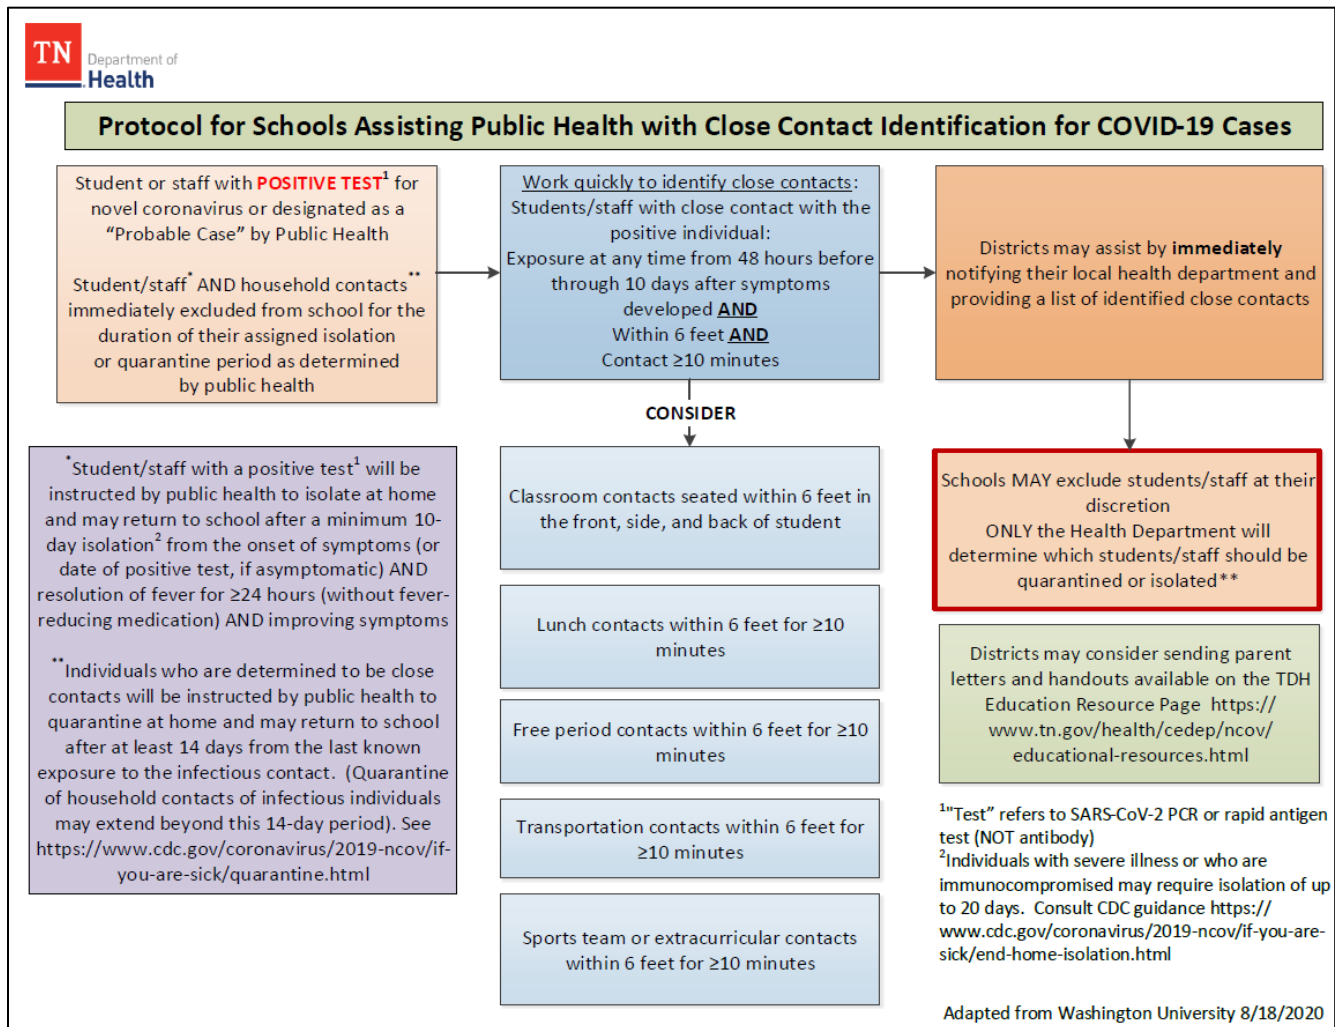 TN
Department of
Health
Protocol for Schools Assisting Public Health with Close Contact Identification for COVID-19 Cases
Student or staff with POSITIVE TEST¹ for
novel coronavirus or designated as a
“Probable Case” by Public Health
Student/staff* AND household contacts**
immediately excluded from school for the
duration of their assigned isolation
or quarantine period as determined
by public health
Work quickly to identify close contacts:
Students/staff with close contact with the
positive individual:
Exposure at any time from 48 hours before
through 10 days after symptoms
developed AND
Within 6 feet AND
Contact ≥10 minutes
Districts may assist by immediately
notifying their local health department and
providing a list of identified close contacts
CONSIDER
*Student/staff with a positive test¹ will be
instructed by public health to isolate at home
and may return to school after a minimum 10-
day isolation² from the onset of symptoms (or
date of positive test, if asymptomatic) AND
resolution of fever for ≥24 hours (without fever-
reducing medication) AND improving symptoms
**Individuals who are determined to be close
contacts will be instructed by public health to
quarantine at home and may return to school
after at least 14 days from the last known
exposure to the infectious contact. (Quarantine
of household contacts of infectious individuals
may extend beyond this 14-day period). See
https://www.cdc.gov/coronavirus/2019-ncov/if-
you-are-sick/quarantine.html
Classroom contacts seated within 6 feet in
the front, side, and back of student
Lunch contacts within 6 feet for ≥10
minutes
Free period contacts within 6 feet for ≥10
minutes
Transportation contacts within 6 feet for
≥10 minutes
Sports team or extracurricular contacts
within 6 feet for ≥10 minutes
Schools MAY exclude students/staff at their
discretion
ONLY the Health Department will
determine which students/staff should be
quarantined or isolated**
Districts may consider sending parent
letters and handouts available on the TDH
Education Resource Page https://
www.tn.gov/health/cedep/ncov/
educational-resources.html
¹"Test” refers to SARS-CoV-2 PCR or rapid antigen
test (NOT antibody)
²Individuals with severe illness or who are
immunocompromised may require isolation of up
to 20 days. Consult CDC guidance https://
www.cdc.gov/coronavirus/2019-ncov/if-you-are-
sick/end-home-isolation.html
Adapted from Washington University 8/18/2020